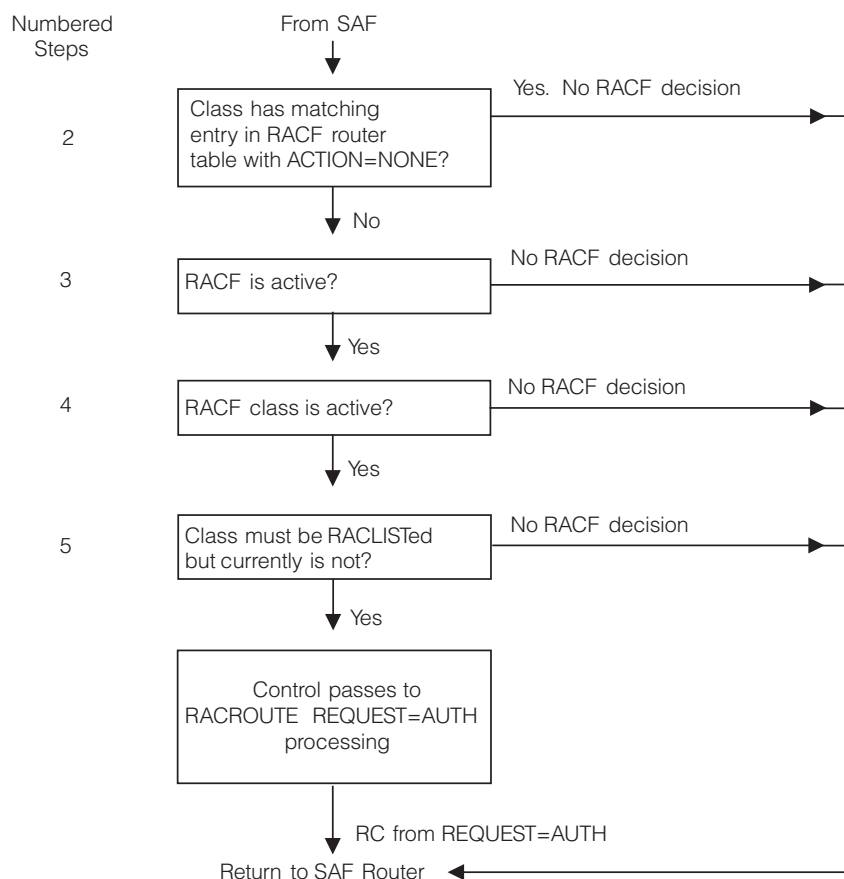 Numbered
Steps
From SAF
2
Class has matching
entry in RACF router
table with ACTION=NONE?
Yes. No RACF decision
No
3
RACF is active?
No RACF decision
Yes
4
RACF class is active?
No RACF decision
Yes
5
Class must be RACLISTed
but currently is not?
No RACF decision
Yes
Control passes to
RACROUTE REQUEST=AUTH
processing
RC from REQUEST=AUTH
Return to SAF Router